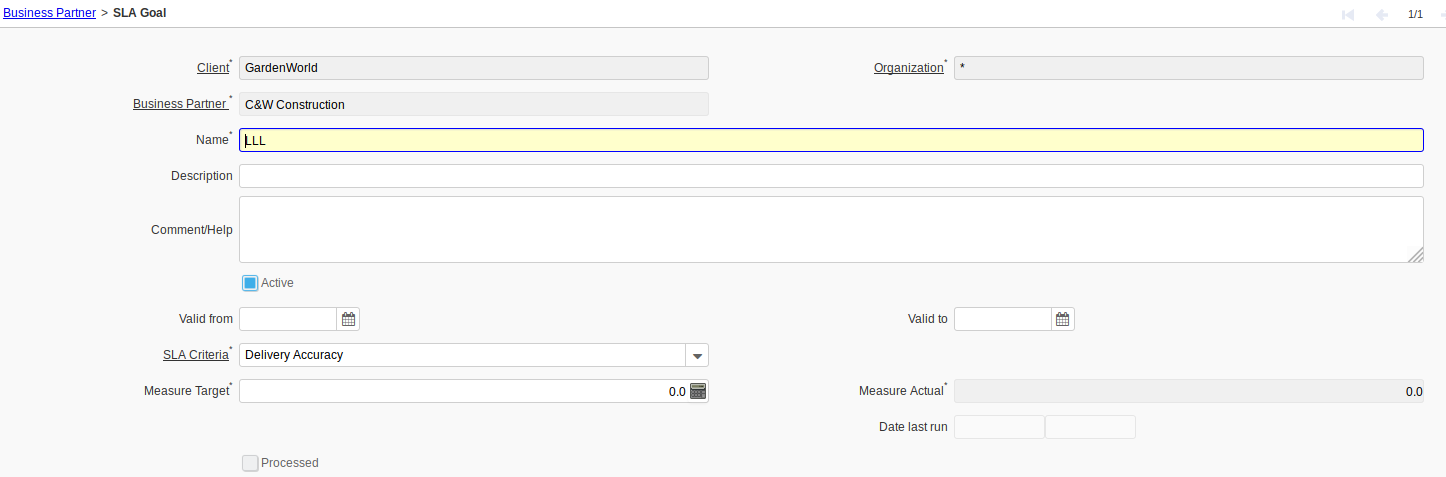 Business Partner > SLA Goal
1/1
Client* GardenWorld Organization* *
Business Partner * C&W Construction
Name* LLL
Description
Comment/Help
Active
Valid from Valid to
SLA Criteria* Delivery Accuracy
Measure Target* 0.0 Measure Actual* 0.0
Date last run
Processed